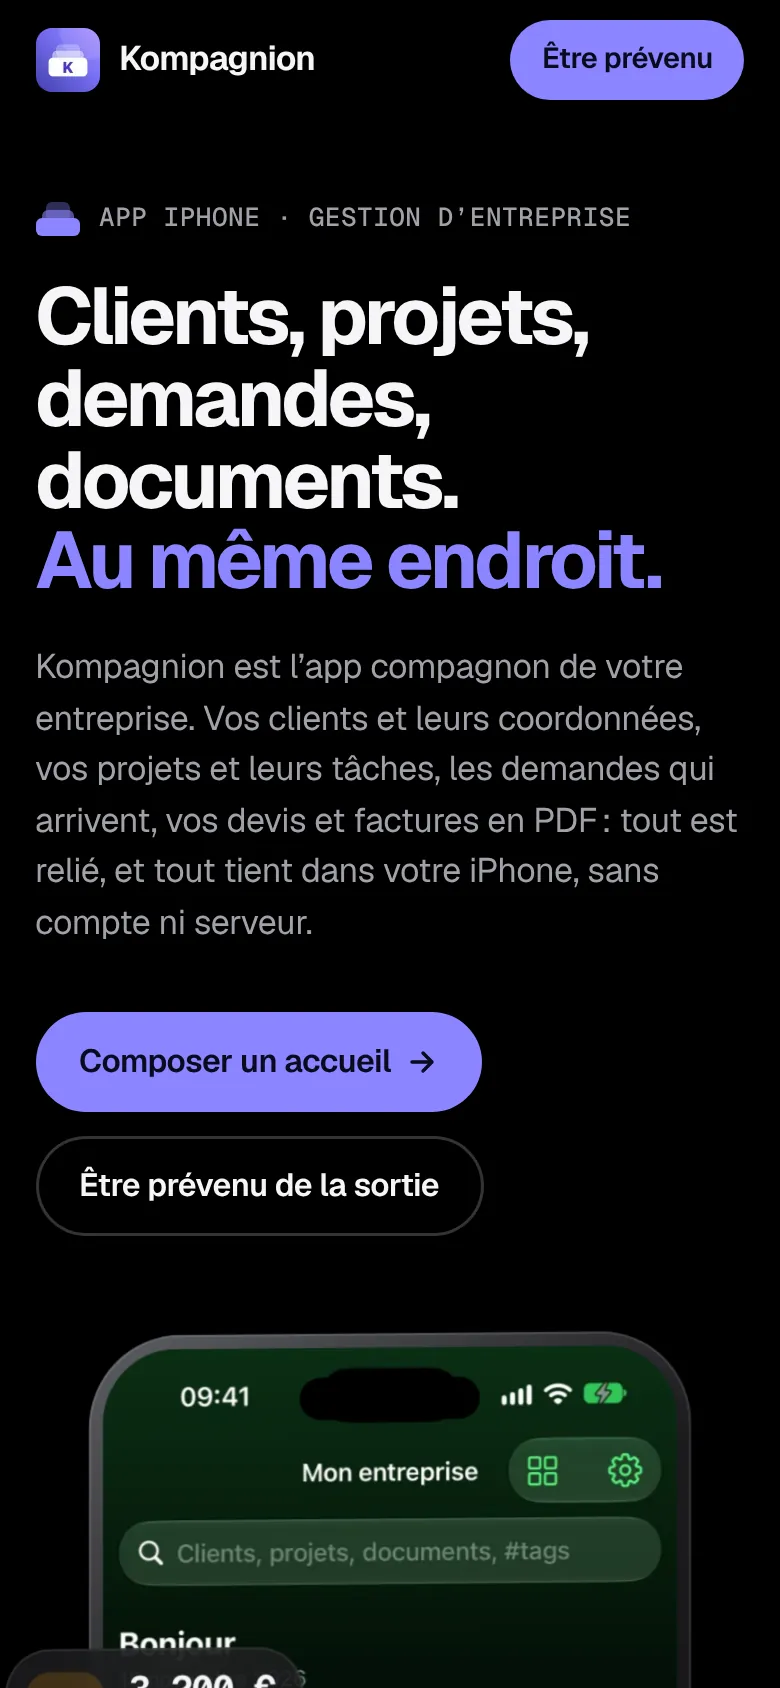 K
Kompagnion
Être prévenu
APP IPHONE · GESTION D’ENTREPRISE
Clients, projets,
demandes,
documents.
Au même endroit.
Kompagnion est l’app compagnon de votre
entreprise. Vos clients et leurs coordonnées,
vos projets et leurs tâches, les demandes qui
arrivent, vos devis et factures en PDF : tout est
relié, et tout tient dans votre iPhone, sans
compte ni serveur.
Composer un accueil →
Être prévenu de la sortie
09:41
Mon entreprise
Clients, projets, documents, #tags
Bonjour
3 200 €